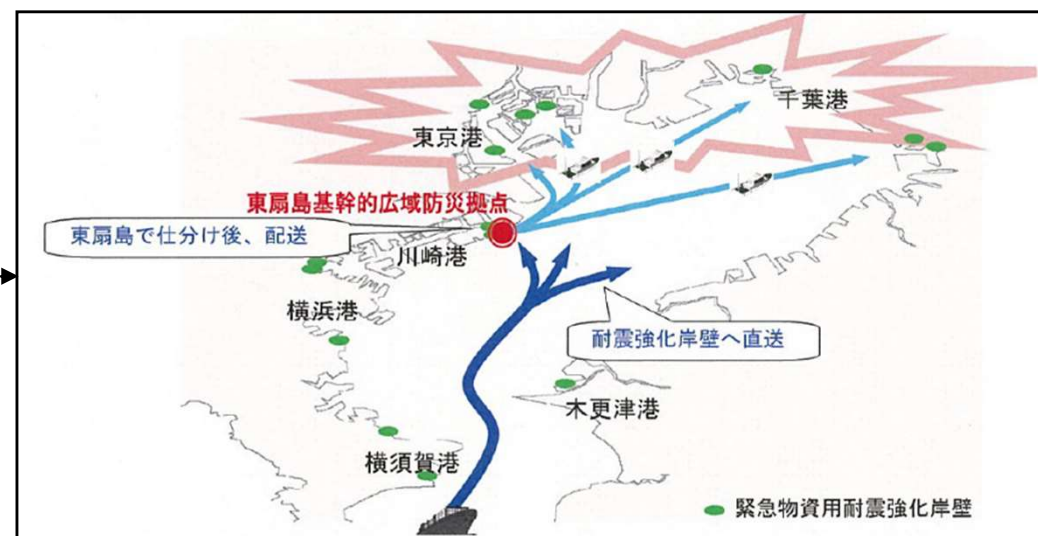 千葉港
東京港
東扇島基幹的広域防災拠点
東扇島で仕分け後、配送
川崎港
横浜港
耐震強化岸壁へ直送
木更津港
横須賀港
緊急物資用耐震強化岸壁